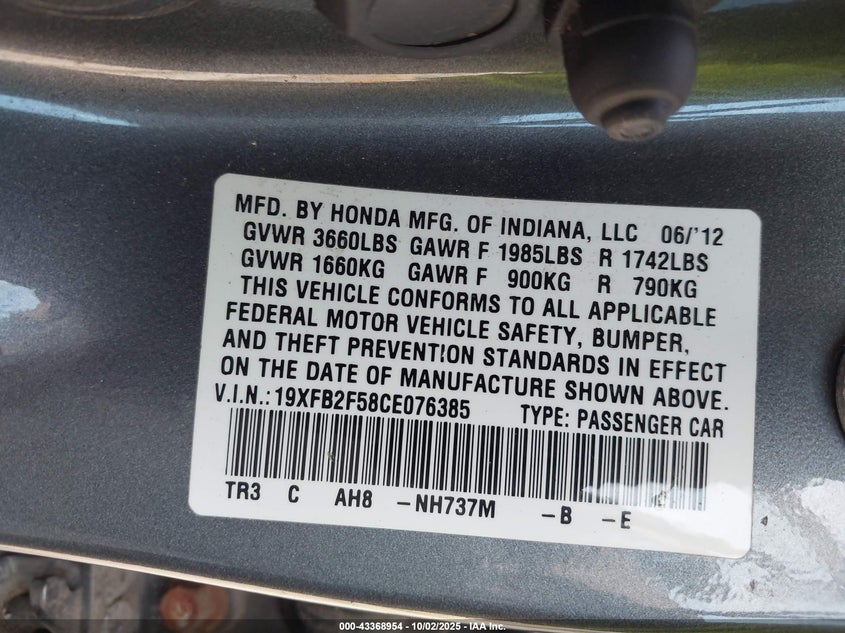 MFD. BY HONDA MFG. OF INDIANA, LLC 06/'12
GVWR 3660LBS GAWR F 1985LBS R 1742LBS
GVWR 1660KG GAWR F 900KG R 790KG
THIS VEHICLE CONFORMS TO ALL APPLICABLE
FEDERAL MOTOR VEHICLE SAFETY, BUMPER,
AND THEFT PREVENTION STANDARDS IN EFFECT
ON THE DATE OF MANUFACTURE SHOWN ABOVE.
V.I.N.: 19XFB2F58CE076385 TYPE: PASSENGER CAR
TR3 C AH8 -NH737M -B -E
000-43368954 | 10/02/2025 - IAA Inc.